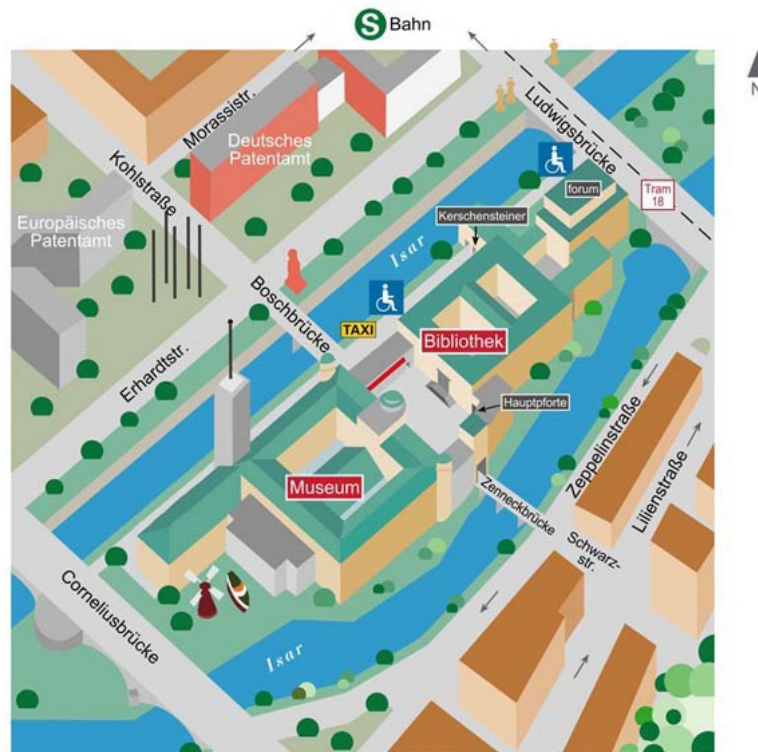 S Bahn
N
Ludwigsbrücke
Morassistr.
Deutsches
Patentamt
Kohlstraße
forum
Tram
18
Kerschensteiner
Europäisches
Patentamt
Isar
Boschbrücke
TAXI
Bibliothek
Erhardtstr.
Hauptpforte
Zeppelinstraße
Lilienstraße
Museum
Zenneckbrücke
Schwarz-
str.
Corneliusbrücke
Isar